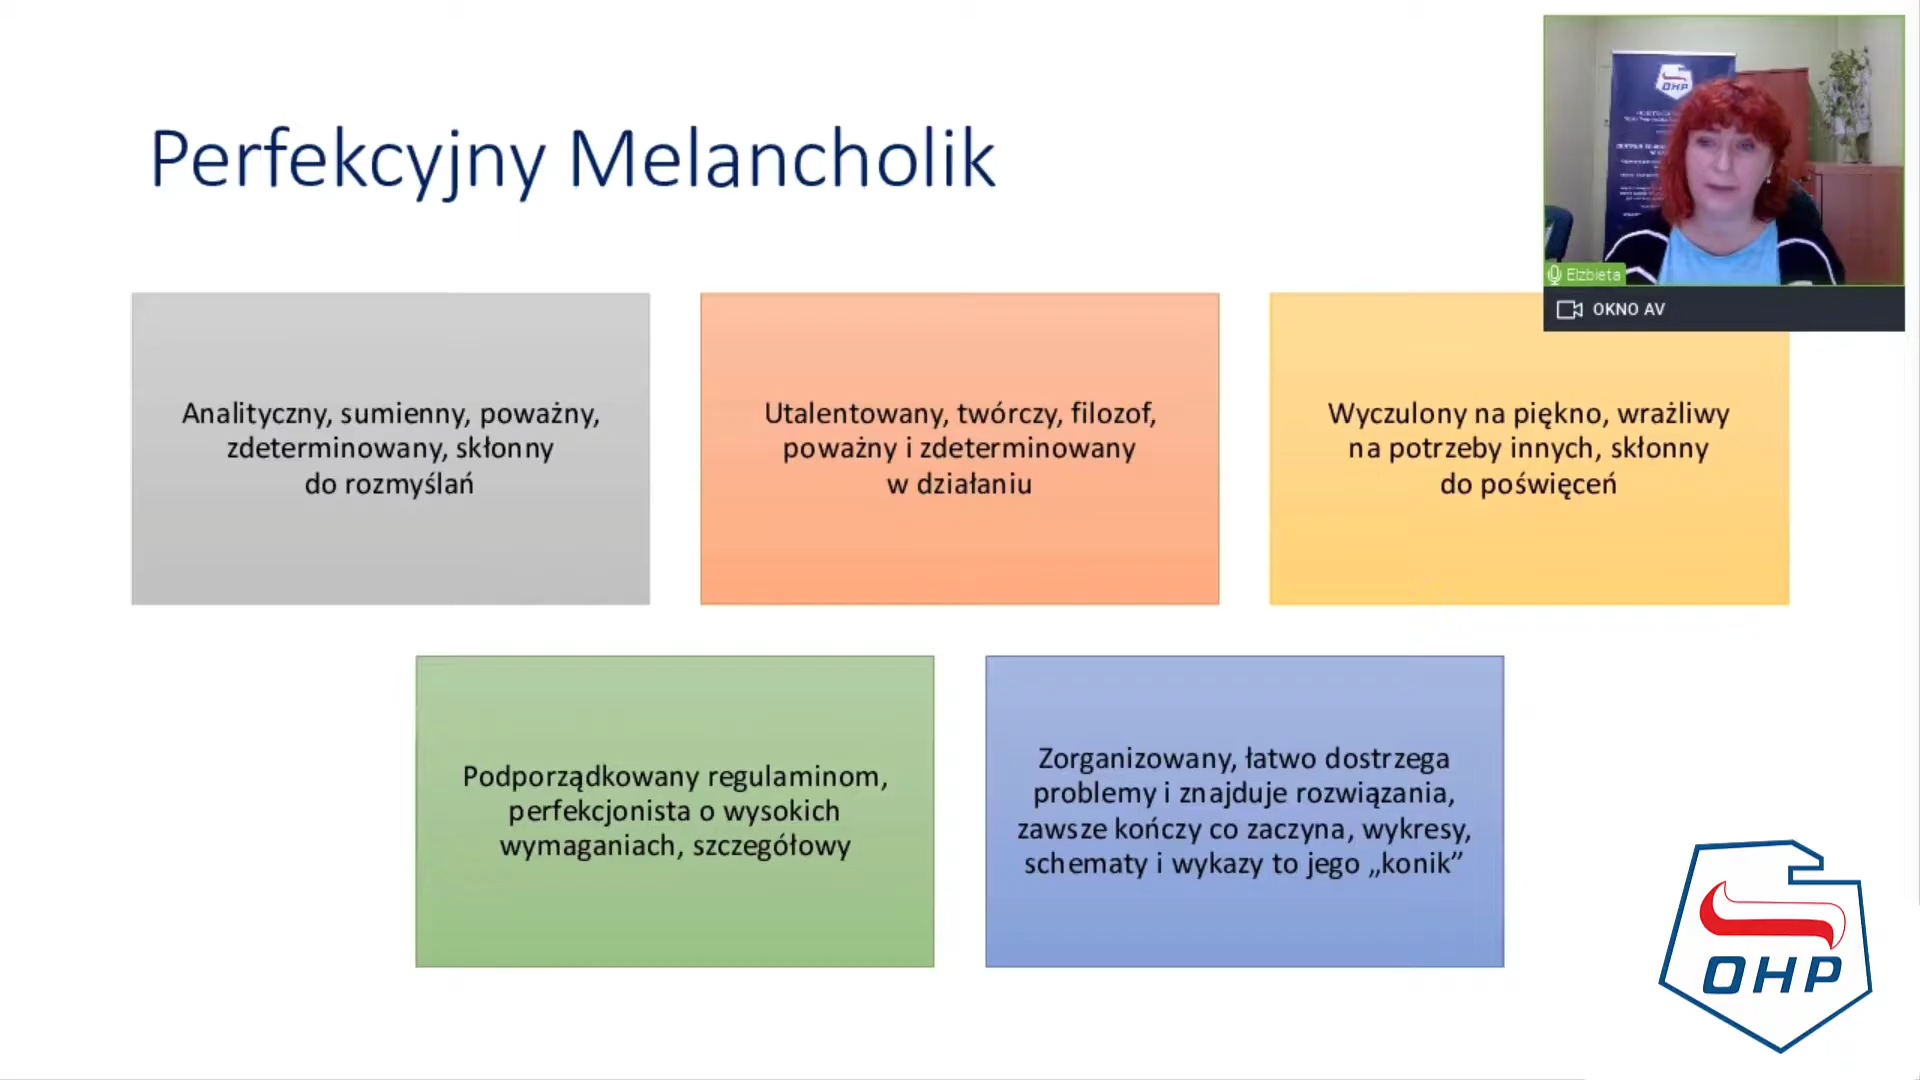 Perfekcyjny Melancholik
OHP
Elzbieta
OKNO AV
Analityczny, sumienny, poważny,
zdeterminowany, skłonny
do rozmyślań
Utalentowany, twórczy, filozof,
poważny i zdeterminowany
w działaniu
Wyczulony na piękno, wrażliwy
na potrzeby innych, skłonny
do poświęceń
Podporządkowany regulaminom,
perfekcjonista o wysokich
wymaganiach, szczegółowy
Zorganizowany, łatwo dostrzega
problemy i znajduje rozwiązania,
zawsze kończy co zaczyna, wykresy,
schematy i wykazy to jego „konik”
OHP